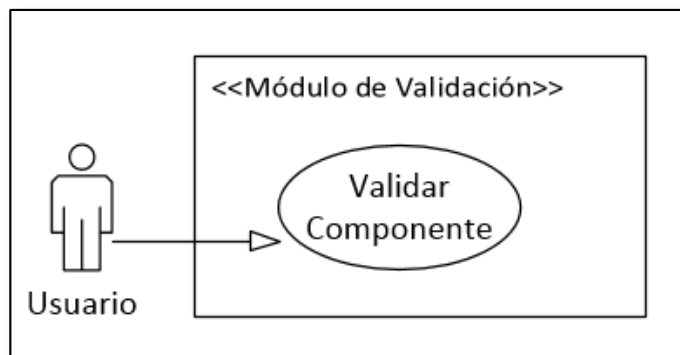 <<Módulo de Validación>>
Validar
Componente
Usuario